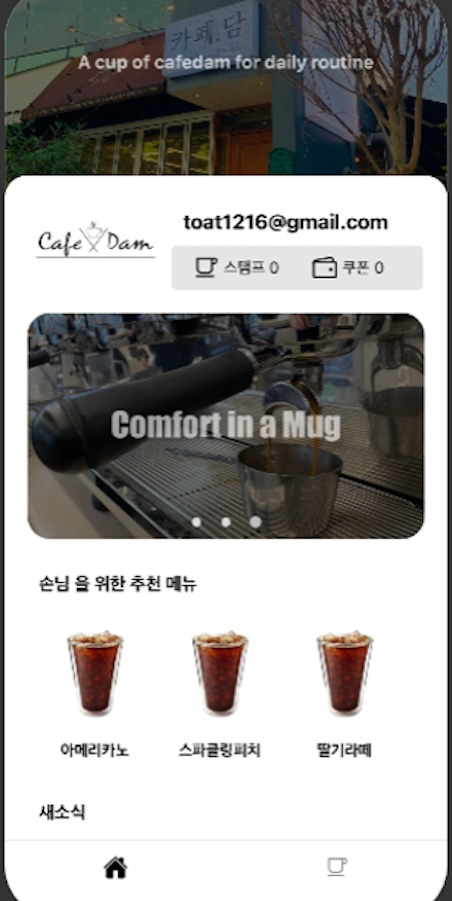 카페.담
A cup of cafedam for daily routine
Cafe Dam
toat1216@gmail.com
스탬프 0 쿠폰 0
Comfort in a Mug
손님 을 위한 추천 메뉴
아메리카노 스파클링피치 딸기라떼
새소식